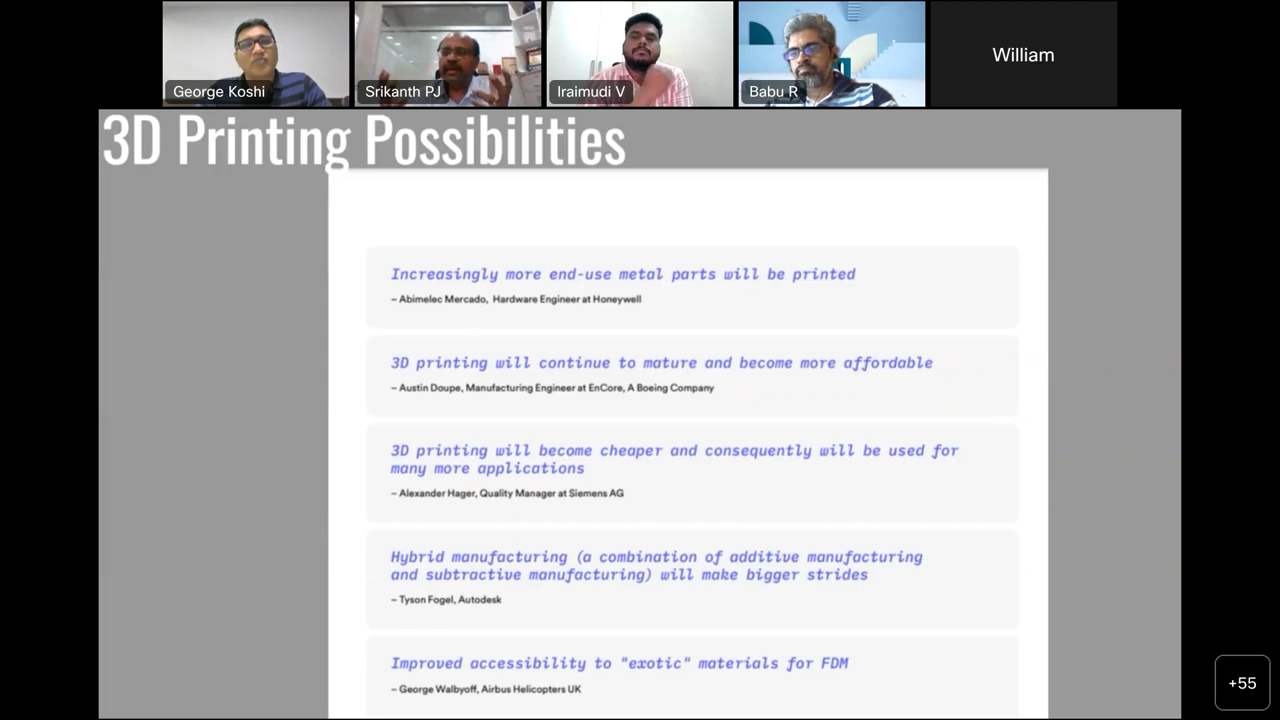 George Koshi
Srikanth PJ
Iraimudi V
Babu R
William
3D Printing Possibilities
Increasingly more end-use metal parts will be printed
– Abimelec Mercado, Hardware Engineer at Honeywell
3D printing will continue to mature and become more affordable
– Austin Doupe, Manufacturing Engineer at EnCore, A Boeing Company
3D printing will become cheaper and consequently will be used for
many more applications
– Alexander Hager, Quality Manager at Siemens AG
Hybrid manufacturing (a combination of additive manufacturing
and subtractive manufacturing) will make bigger strides
– Tyson Fogel, Autodesk
Improved accessibility to "exotic" materials for FDM
– George Walbyoff, Airbus Helicopters UK
+55